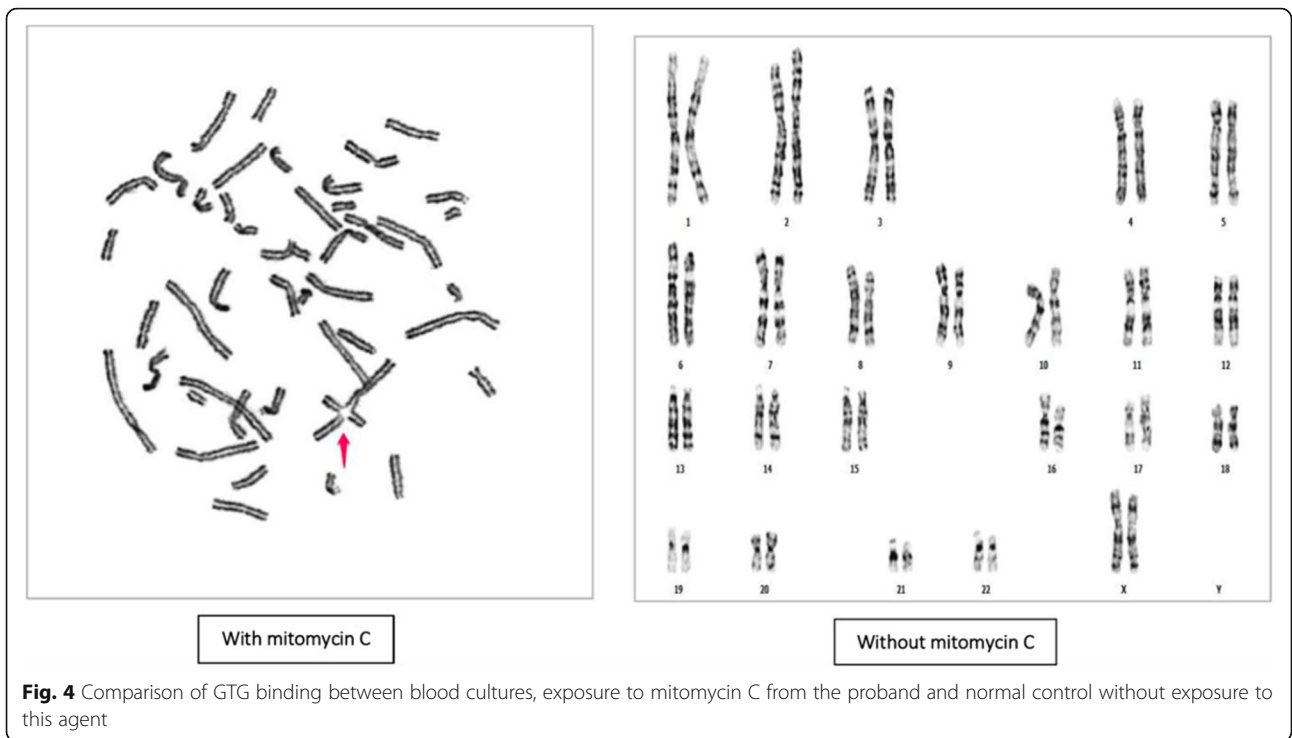 1 2 3 4 5
6 7 8 9 10 11 12
13 14 15 16 17 18
19 20 21 22 X Y
With mitomycin C
Without mitomycin C
Fig. 4 Comparison of GTG binding between blood cultures, exposure to mitomycin C from the proband and normal control without exposure to
this agent